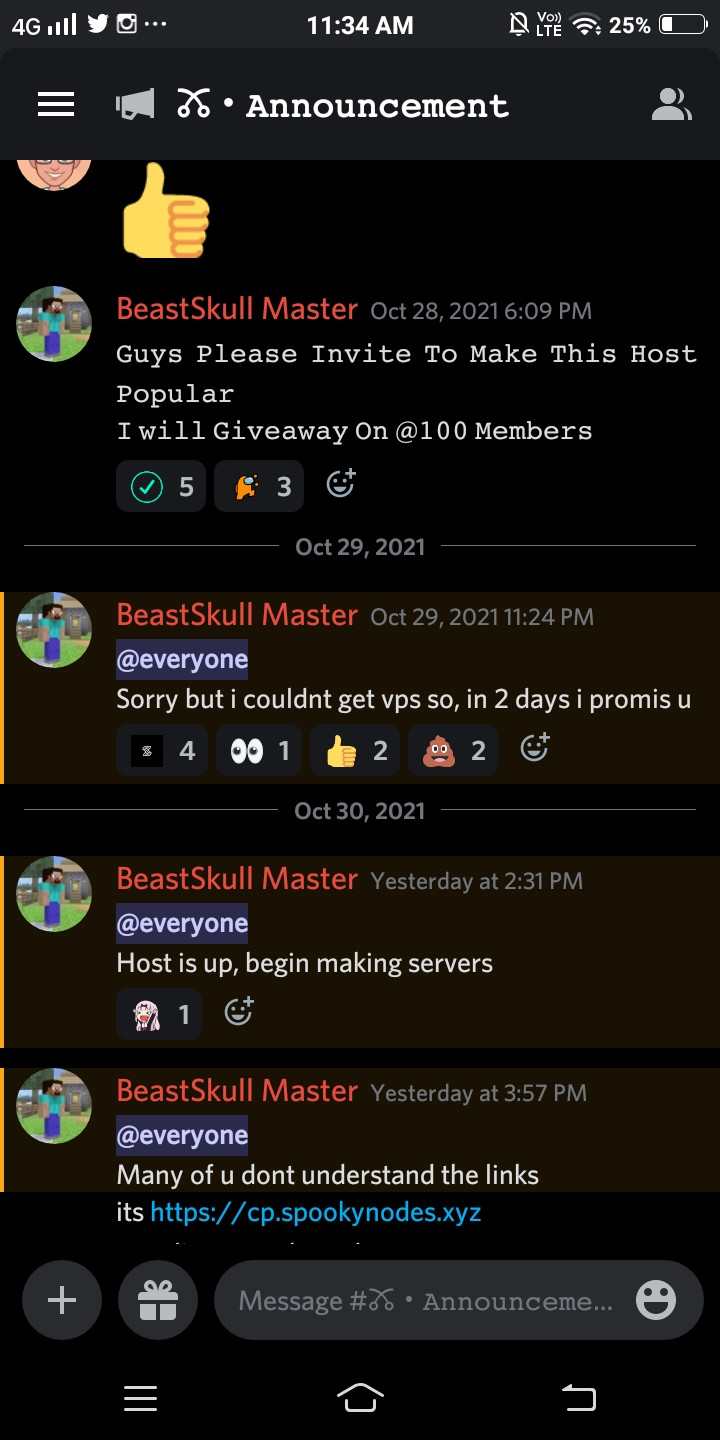 4G 11:34 AM Vo)) LTE 25%
• Announcement
BeastSkull Master Oct 28, 2021 6:09 PM
Guys Please Invite To Make This Host
Popular
I will Giveaway On @100 Members
5 3
Oct 29, 2021
BeastSkull Master Oct 29, 2021 11:24 PM
@everyone
Sorry but i couldnt get vps so, in 2 days i promis u
4 1 2 2
Oct 30, 2021
BeastSkull Master Yesterday at 2:31 PM
@everyone
Host is up, begin making servers
1
BeastSkull Master Yesterday at 3:57 PM
@everyone
Many of u dont understand the links
its https://cp.spookynodes.xyz
Message # • Announceme...